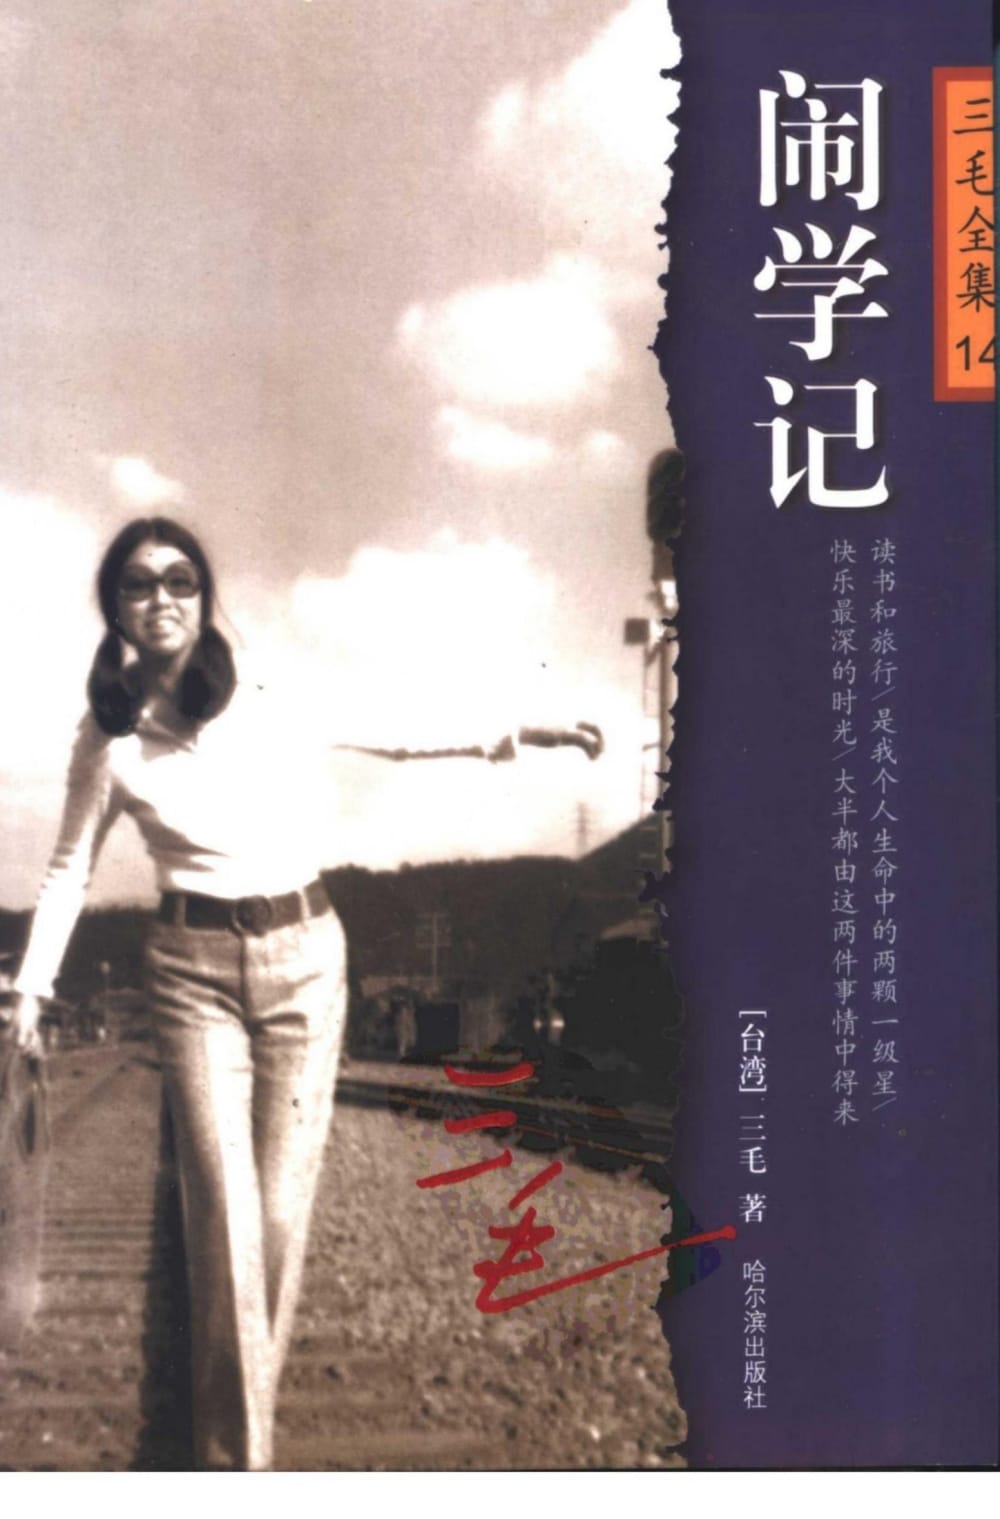 三毛全集 14
闹学记
读书和旅行/是我个人生命中的两颗一级星/
快乐最深的时光/大半都由这两件事情中得来
[台湾]三毛 著
哈尔滨出版社
三毛